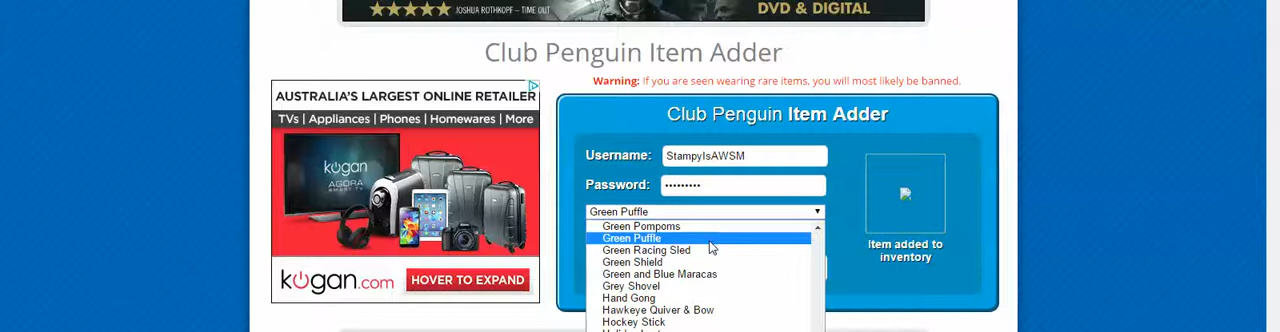 ★★★★★ JOSHUA ROTHKOPF – TIME OUT
DVD & DIGITAL
Club Penguin Item Adder
Warning: If you are seen wearing rare items, you will most likely be banned.
AUSTRALIA'S LARGEST ONLINE RETAILER
TVs | Appliances | Phones | Homewares | More
kogan
AGORA
SMART TV
kogan.com
HOVER TO EXPAND
Club Penguin Item Adder
Username: StampyIsAWSM
Password: •••••••••
Green Puffle
Green Pompoms
Green Puffle
Green Racing Sled
Green Shield
Green and Blue Maracas
Grey Shovel
Hand Gong
Hawkeye Quiver & Bow
Hockey Stick
Item added to
inventory